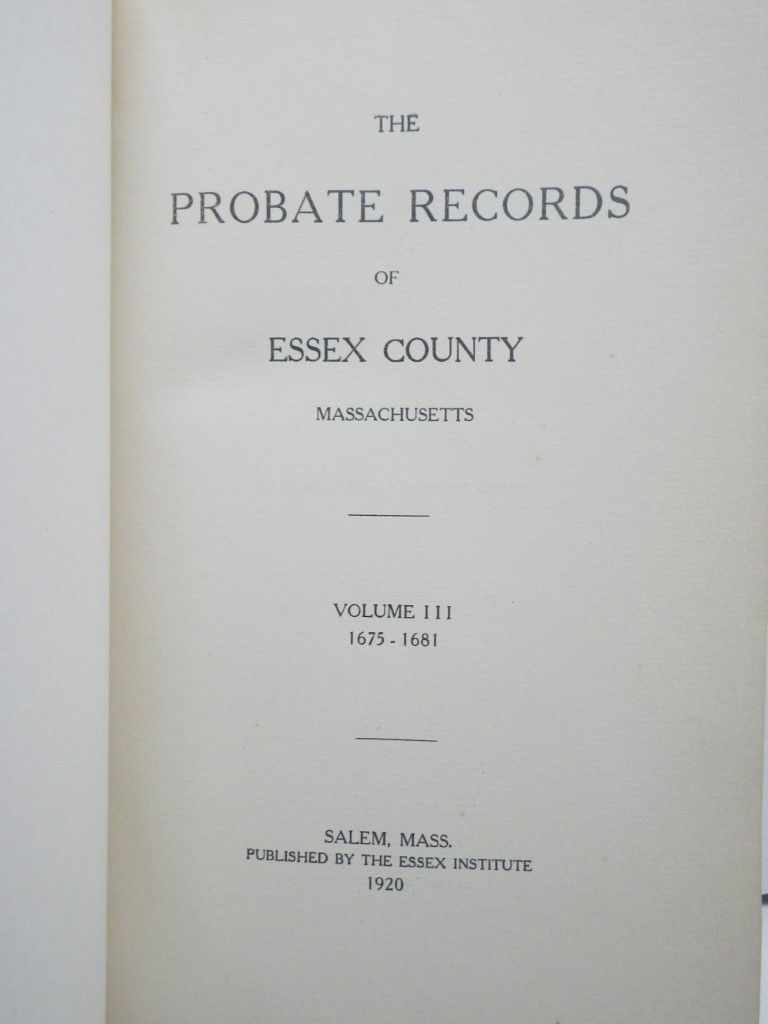 THE
PROBATE RECORDS
OF
ESSEX COUNTY
MASSACHUSETTS
VOLUME III
1675 - 1681
SALEM, MASS.
PUBLISHED BY THE ESSEX INSTITUTE
1920